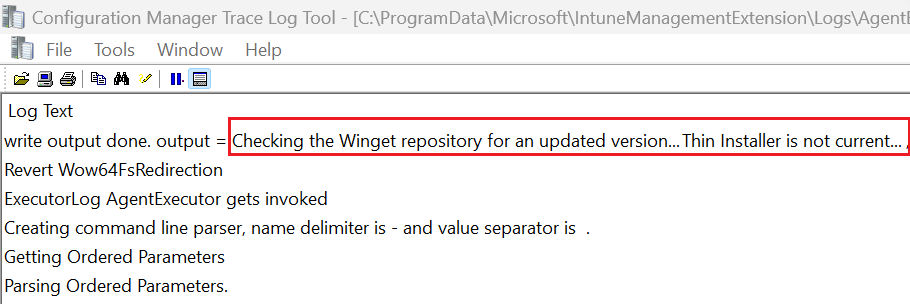 Configuration Manager Trace Log Tool - [C:\ProgramData\Microsoft\IntuneManagementExtension\Logs\AgentE
File Tools Window Help
Log Text
write output done. output = Checking the Winget repository for an updated version...Thin Installer is not current... ,
Revert Wow64FsRedirection
ExecutorLog AgentExecutor gets invoked
Creating command line parser, name delimiter is - and value separator is .
Getting Ordered Parameters
Parsing Ordered Parameters.